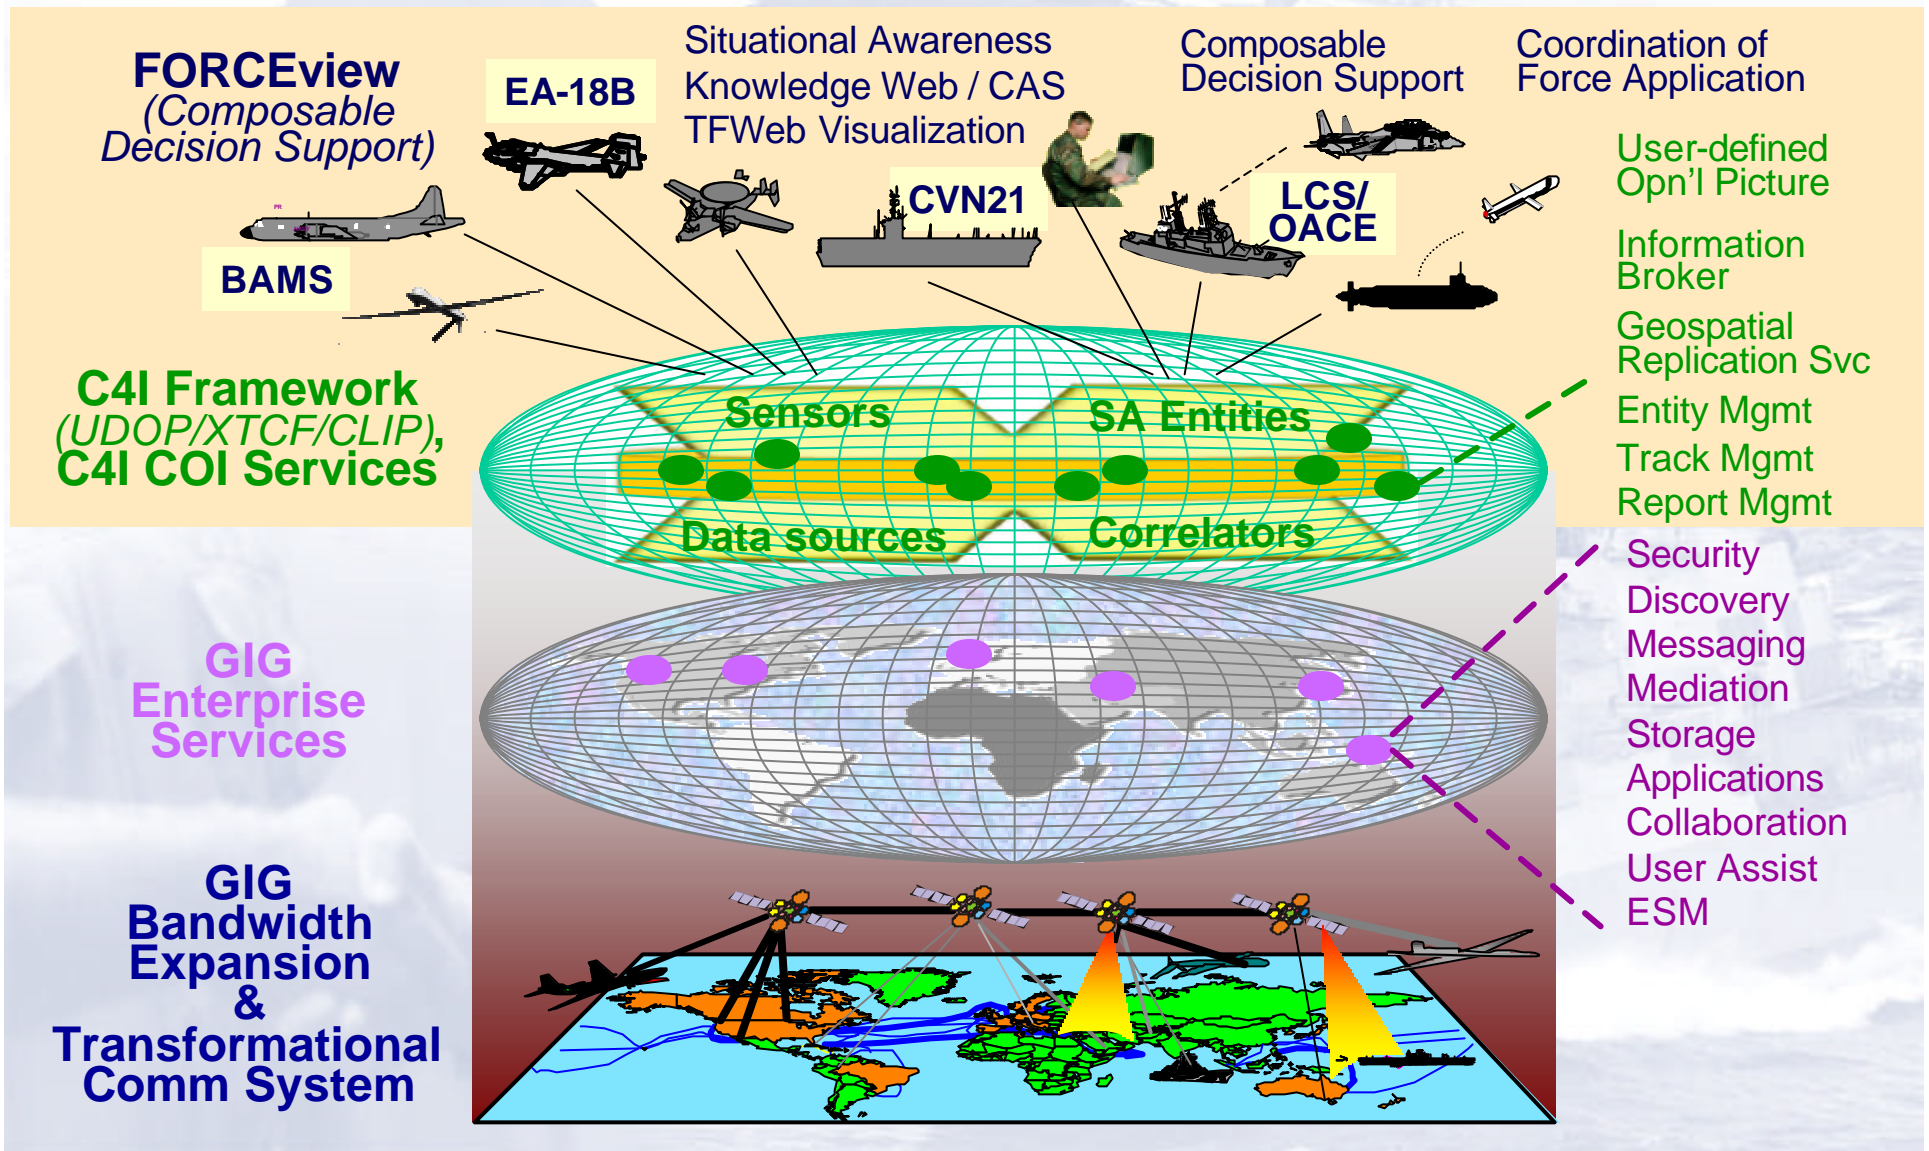 FORCEview
(Composable
Decision Support)
EA-18B
Situational Awareness
Knowledge Web / CAS
TFWeb Visualization
Composable
Decision Support
Coordination of
Force Application
BAMS
CVN21
LCS/
OACE
User-defined
Opn'l Picture
Information
Broker
Geospatial
Replication Svc
Entity Mgmt
Track Mgmt
Report Mgmt
C4I Framework
(UDOP/XTCF/CLIP),
C4I COI Services
Sensors
SA Entities
Data sources
Correlators
GIG
Enterprise
Services
Security
Discovery
Messaging
Mediation
Storage
Applications
Collaboration
User Assist
ESM
GIG
Bandwidth
Expansion
&
Transformational
Comm System
PR